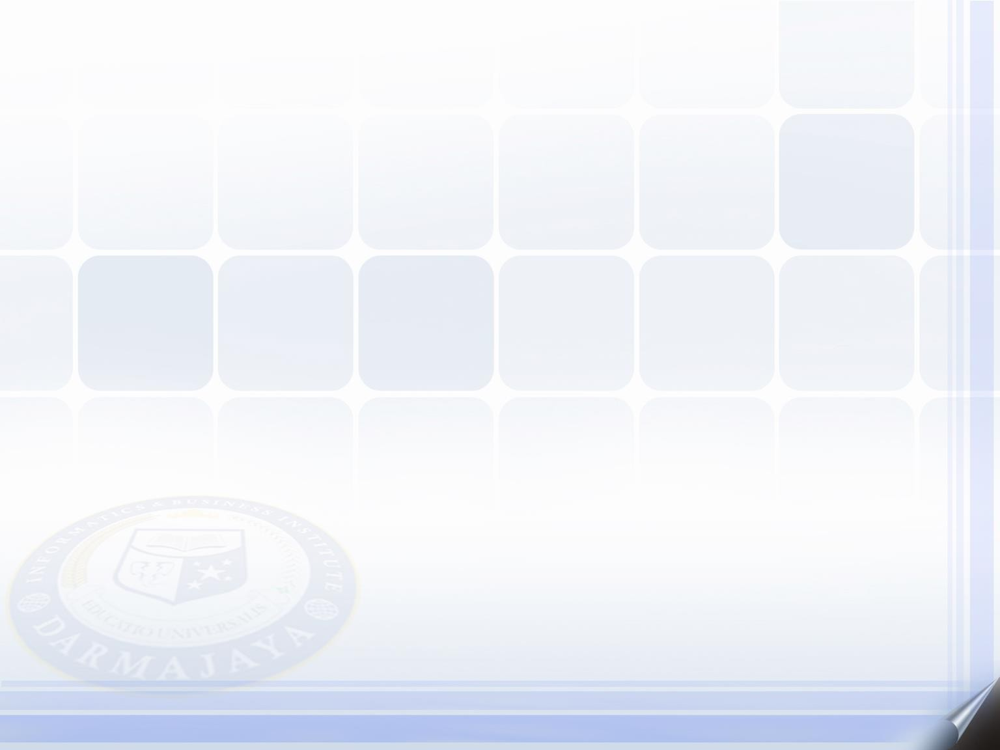 INFORMATICS & BUSINESS INSTITUTE
EDUCATIO UNIVERSALIS
DARMAJAYA